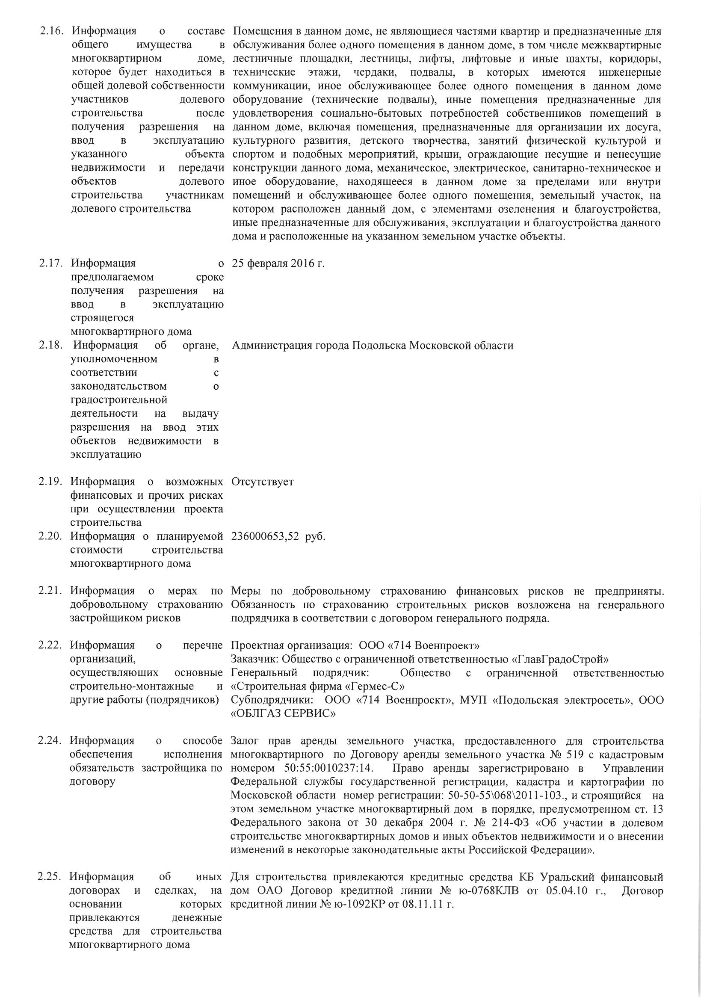 2.16. Информация о составе
общего имущества в
многоквартирном доме,
которое будет находиться в
общей долевой собственности
участников долевого
строительства после
получения разрешения на
ввод в эксплуатацию
указанного объекта
недвижимости и передачи
объектов долевого
строительства участникам
долевого строительства
Помещения в данном доме, не являющиеся частями квартир и предназначенные для
обслуживания более одного помещения в данном доме, в том числе межквартирные
лестничные площадки, лестницы, лифты, лифтовые и иные шахты, коридоры,
технические этажи, чердаки, подвалы, в которых имеются инженерные
коммуникации, иное обслуживающее более одного помещения в данном доме
оборудование (технические подвалы), иные помещения предназначенные для
удовлетворения социально-бытовых потребностей собственников помещений в
данном доме, включая помещения, предназначенные для организации их досуга,
культурного развития, детского творчества, занятий физической культурой и
спортом и подобных мероприятий, крыши, ограждающие несущие и ненесущие
конструкции данного дома, механическое, электрическое, санитарно-техническое и
иное оборудование, находящееся в данном доме за пределами или внутри
помещений и обслуживающее более одного помещения, земельный участок, на
котором расположен данный дом, с элементами озеленения и благоустройства,
иные предназначенные для обслуживания, эксплуатации и благоустройства данного
дома и расположенные на указанном земельном участке объекты.
2.17. Информация о
предполагаемом сроке
получения разрешения на
ввод в эксплуатацию
строящегося
многоквартирного дома
25 февраля 2016 г.
2.18. Информация об органе,
уполномоченном в
соответствии с
законодательством о
градостроительной
деятельности на выдачу
разрешения на ввод этих
объектов недвижимости в
эксплуатацию
Администрация города Подольска Московской области
2.19. Информация о возможных
финансовых и прочих рисках
при осуществлении проекта
строительства
Отсутствует
2.20. Информация о планируемой
стоимости строительства
многоквартирного дома
236000653,52 руб.
2.21. Информация о мерах по
добровольному страхованию
застройщиком рисков
Меры по добровольному страхованию финансовых рисков не предприняты.
Обязанность по страхованию строительных рисков возложена на генерального
подрядчика в соответствии с договором генерального подряда.
2.22. Информация о перечне
организаций,
осуществляющих основные
строительно-монтажные и
другие работы (подрядчиков)
Проектная организация: ООО «714 Военпроект»
Заказчик: Общество с ограниченной ответственностью «ГлавГрадоСтрой»
Генеральный подрядчик: Общество с ограниченной ответственностью
«Строительная фирма «Гермес-С»
Субподрядчики: ООО «714 Военпроект», МУП «Подольская электросеть», ООО
«ОБЛГАЗ СЕРВИС»
2.24. Информация о способе
обеспечения исполнения
обязательств застройщика по
договору
Залог прав аренды земельного участка, предоставленного для строительства
многоквартирного по Договору аренды земельного участка № 519 с кадастровым
номером 50:55:0010237:14. Право аренды зарегистрировано в Управлении
Федеральной службы государственной регистрации, кадастра и картографии по
Московской области номер регистрации: 50-50-55\068\2011-103., и строящийся на
этом земельном участке многоквартирный дом в порядке, предусмотренном ст. 13
Федерального закона от 30 декабря 2004 г. № 214-ФЗ «Об участии в долевом
строительстве многоквартирных домов и иных объектов недвижимости и о внесении
изменений в некоторые законодательные акты Российской Федерации».
2.25. Информация об иных
договорах и сделках, на
основании которых
привлекаются денежные
средства для строительства
многоквартирного дома
Для строительства привлекаются кредитные средства КБ Уральский финансовый
дом ОАО Договор кредитной линии № ю-0768КЛВ от 05.04.10 г., Договор
кредитной линии № ю-1092КР от 08.11.11 г.